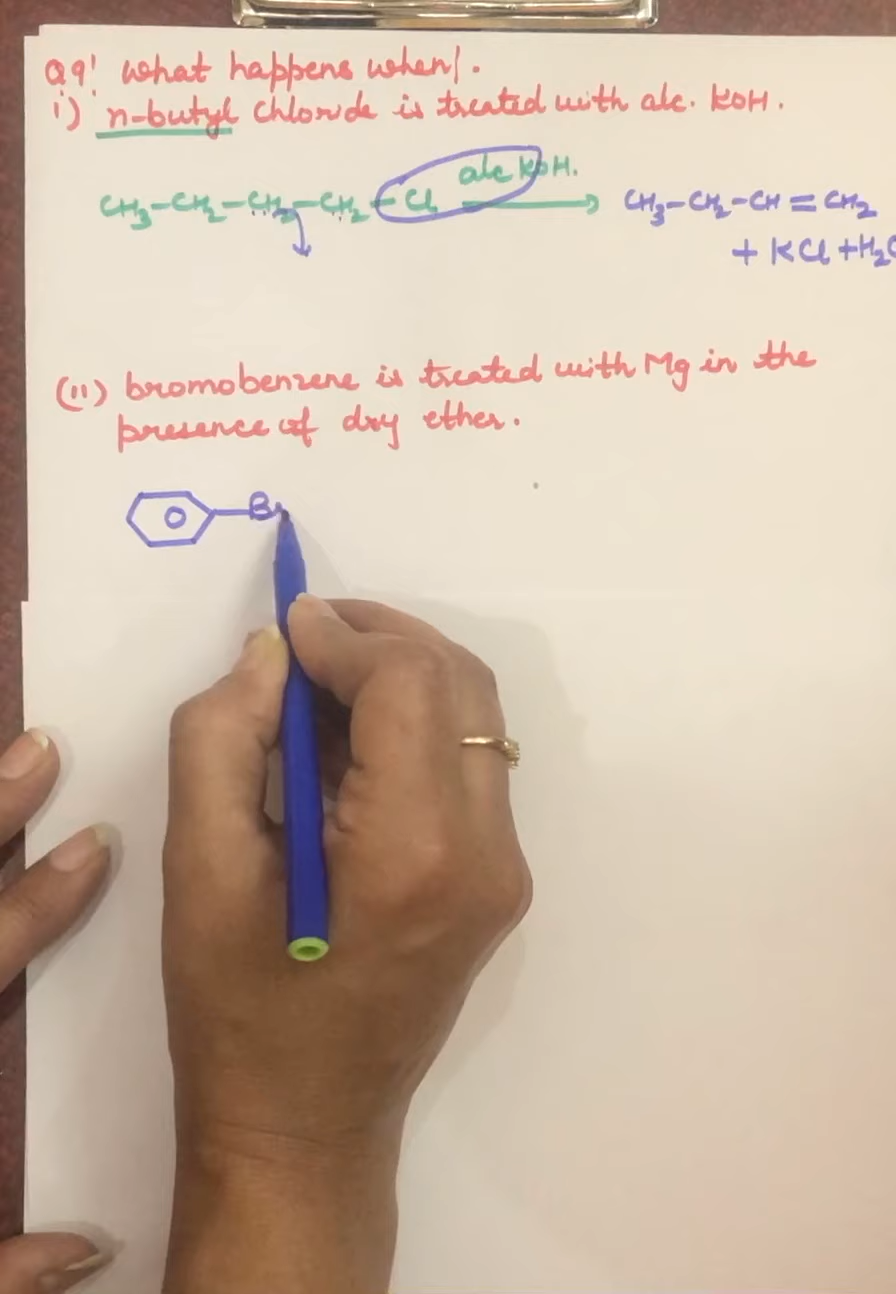 Q9! What happens when!.
i) n-butyl chloride is treated with alc. KOH.
CH3-CH2-CH2-CH2-Cl alc KOH. → CH3-CH2-CH=CH2
+ KCl + H2O
(ii) bromobenzene is treated with Mg in the
presence of dry ether.
Br